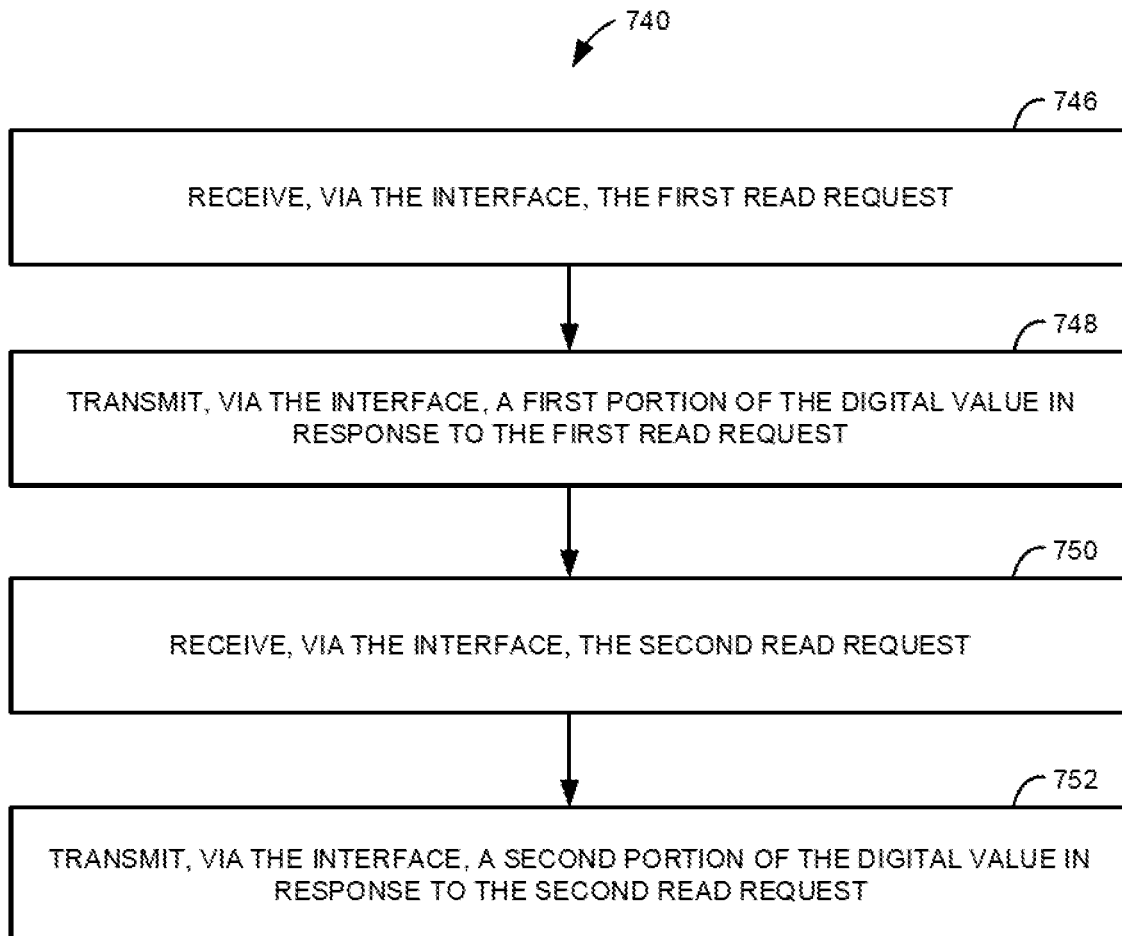 740
746
RECEIVE, VIA THE INTERFACE, THE FIRST READ REQUEST
748
TRANSMIT, VIA THE INTERFACE, A FIRST PORTION OF THE DIGITAL VALUE IN
RESPONSE TO THE FIRST READ REQUEST
750
RECEIVE, VIA THE INTERFACE, THE SECOND READ REQUEST
752
TRANSMIT, VIA THE INTERFACE, A SECOND PORTION OF THE DIGITAL VALUE IN
RESPONSE TO THE SECOND READ REQUEST